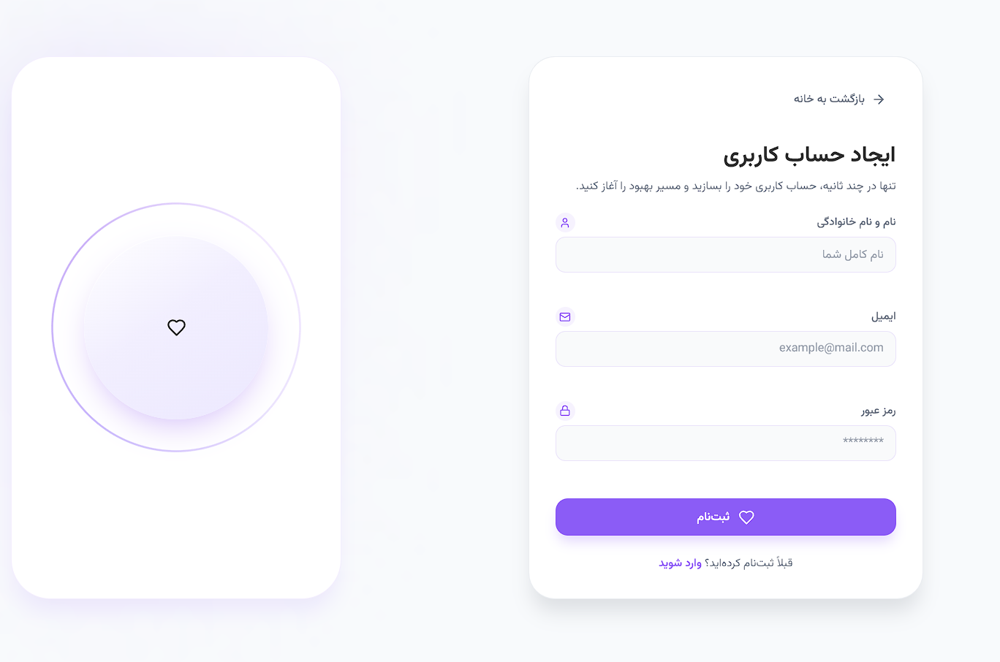 بازگشت به خانه
ایجاد حساب کاربری
تنها در چند ثانیه، حساب کاربری خود را بسازید و مسیر بهبود را آغاز کنید.
نام و نام خانوادگی
نام کامل شما
ایمیل
example@mail.com
رمز عبور
********
ثبت‌نام
قبلاً ثبت‌نام کرده‌اید؟ وارد شوید